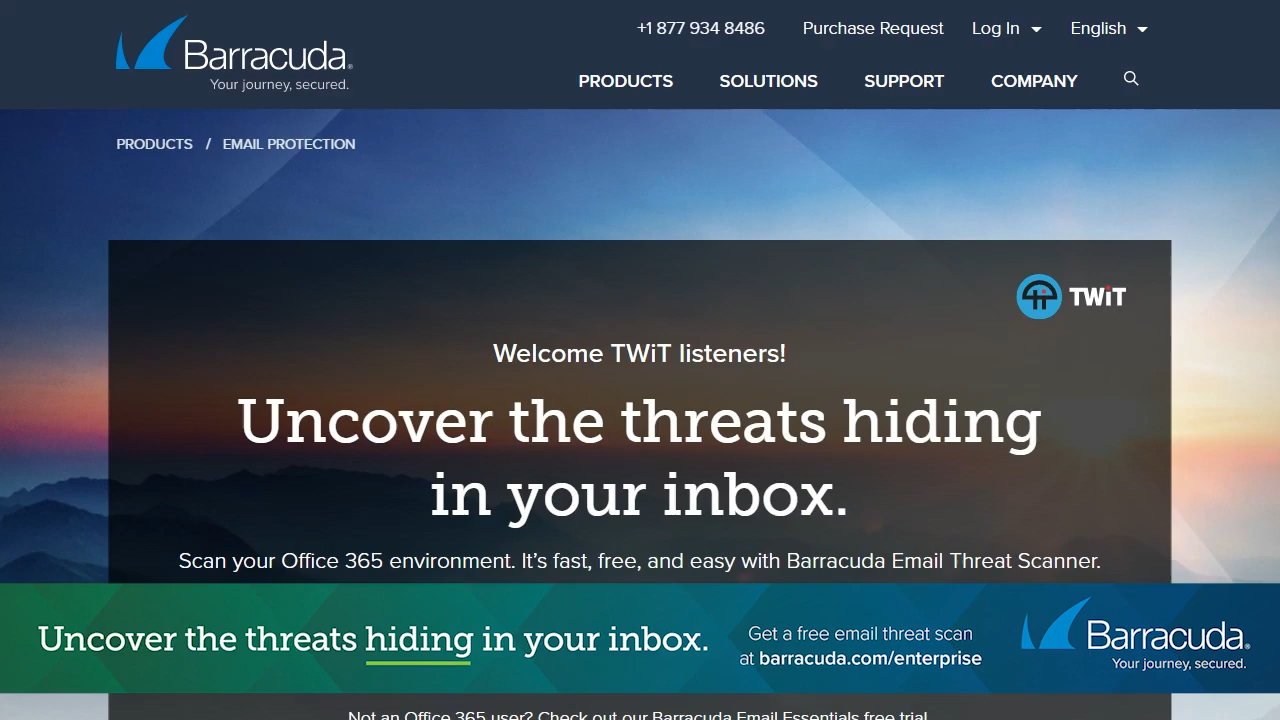 +1 877 934 8486 Purchase Request Log In English
Barracuda®
Your journey, secured.
PRODUCTS SOLUTIONS SUPPORT COMPANY
PRODUCTS / EMAIL PROTECTION
TWiT
Welcome TWiT listeners!
Uncover the threats hiding
in your inbox.
Scan your Office 365 environment. It's fast, free, and easy with Barracuda Email Threat Scanner.
Uncover the threats hiding in your inbox.
Get a free email threat scan
at barracuda.com/enterprise
Barracuda®
Your journey, secured.
Not an Office 365 user? Check out our Barracuda Email Essentials free trial